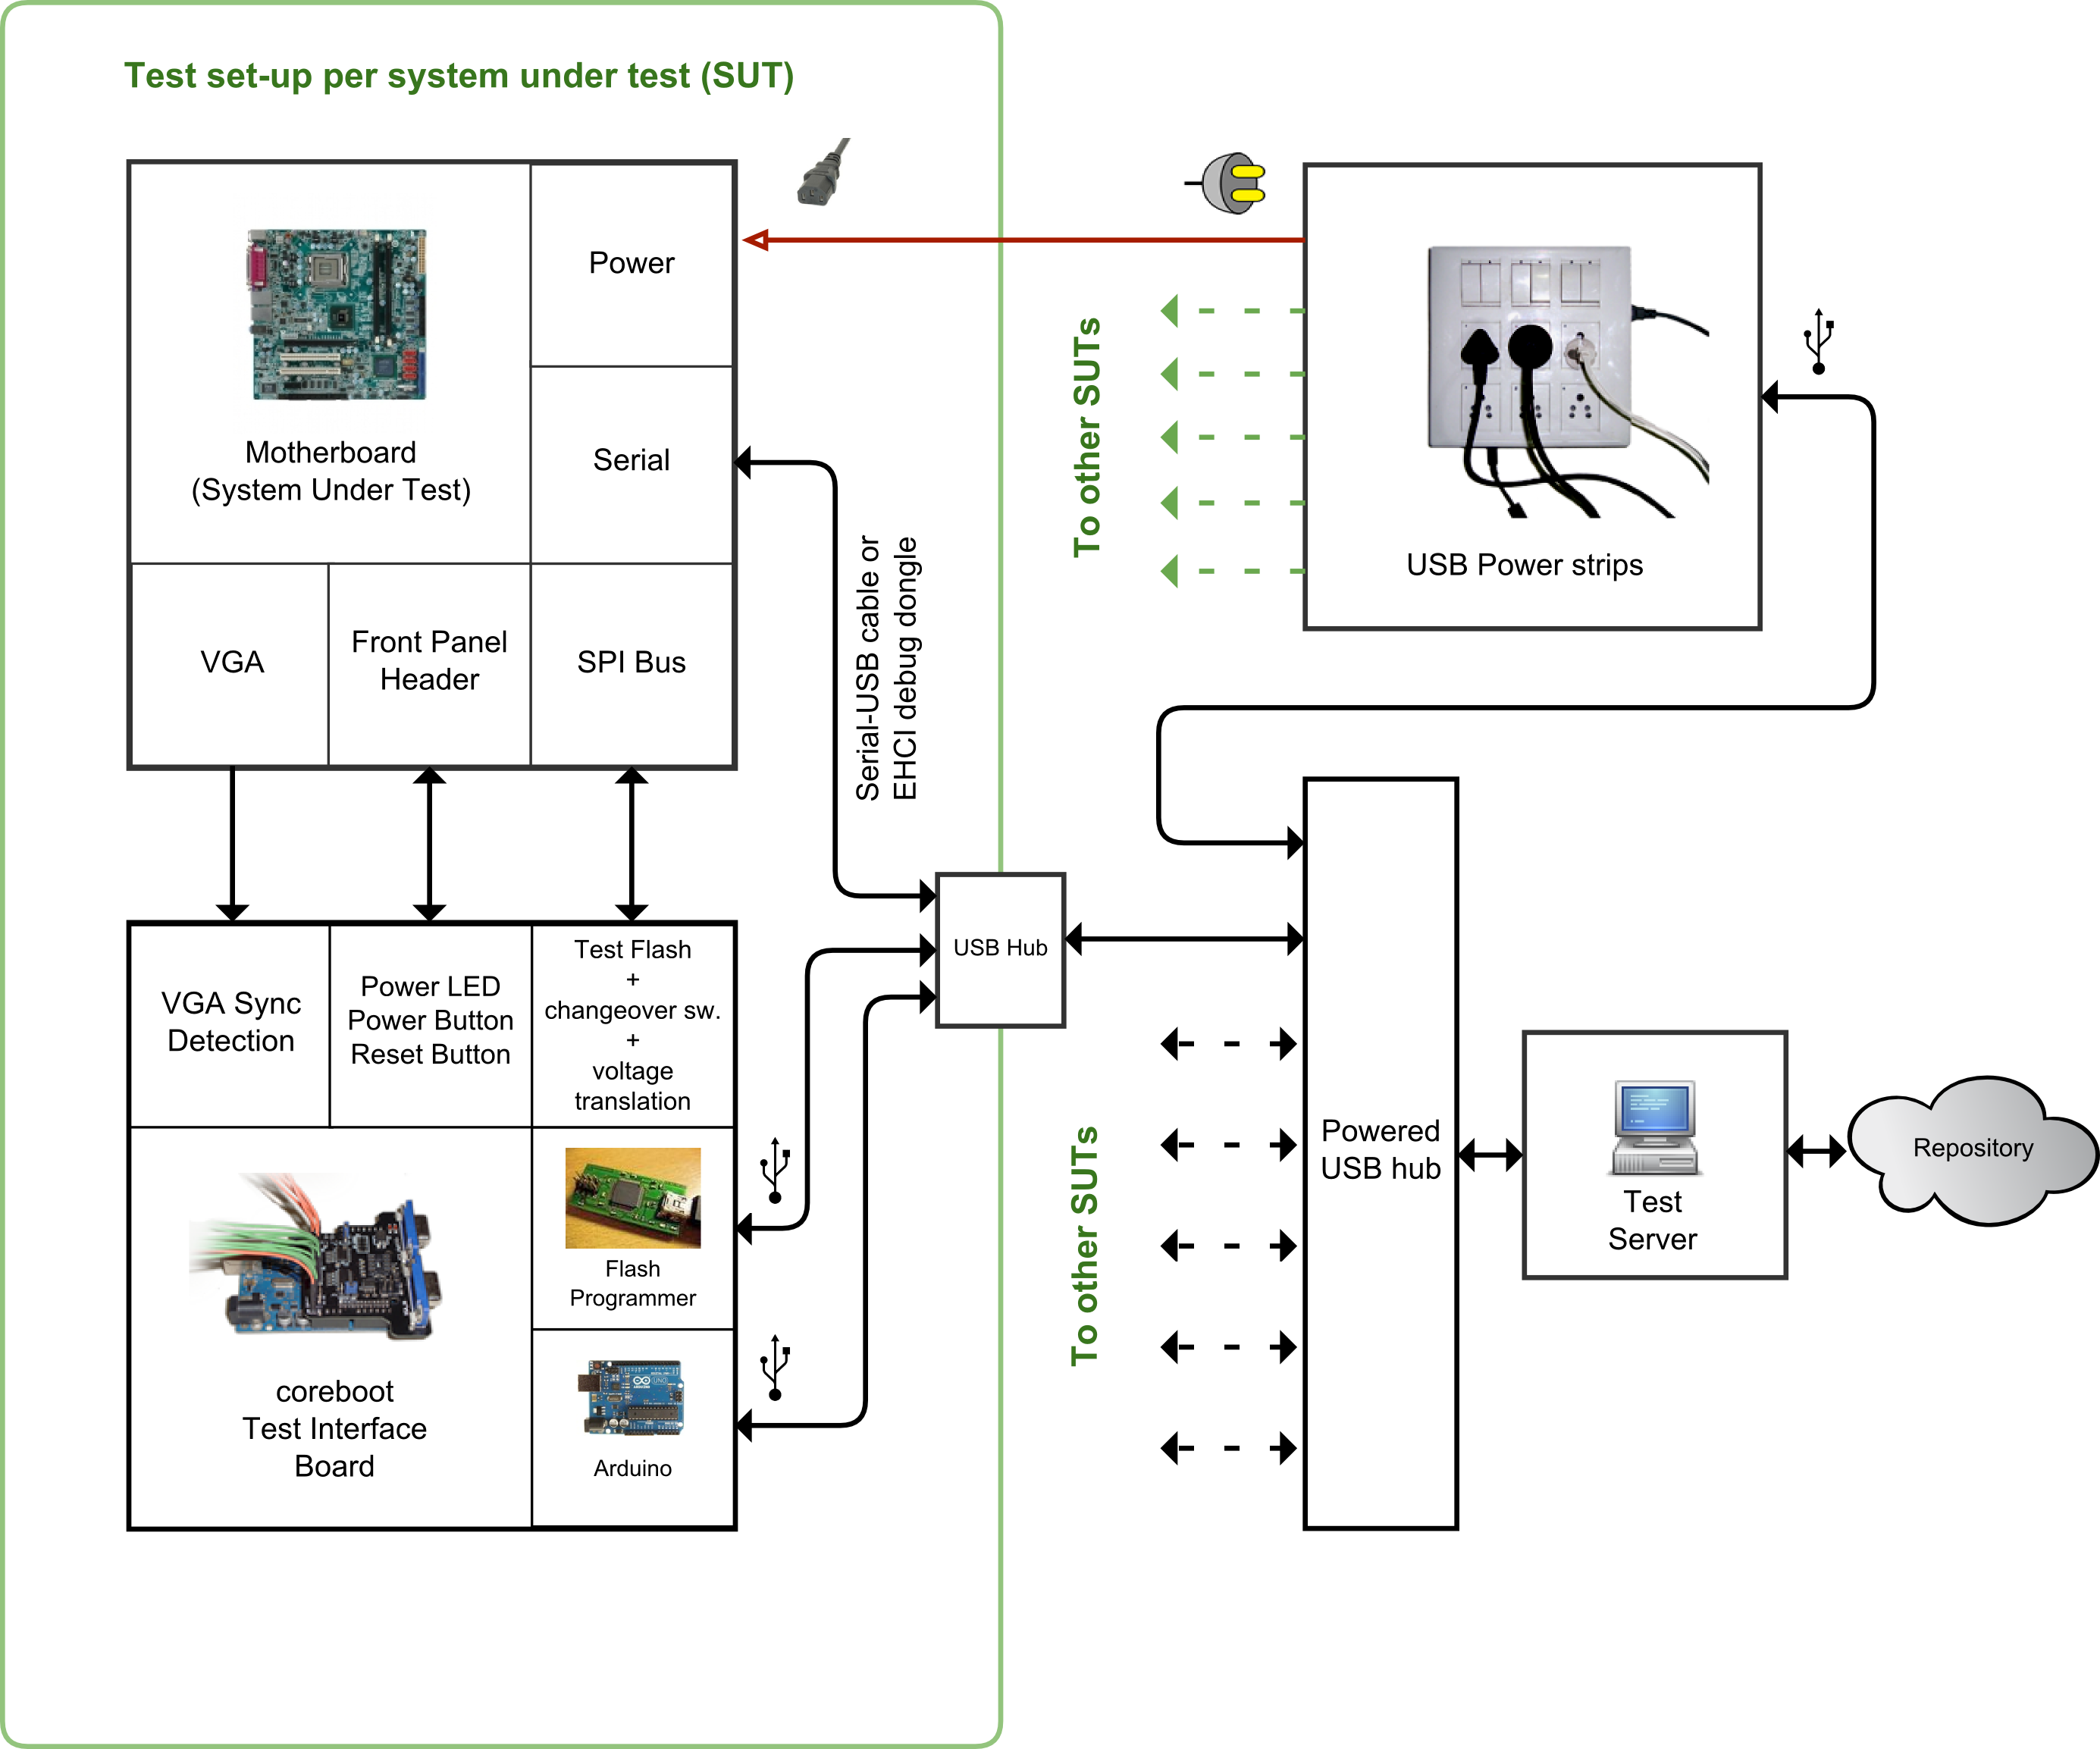 Test set-up per system under test (SUT)
Motherboard
(System Under Test)
Power
Serial
VGA
Front Panel
Header
SPI Bus
Serial-USB cable or
EHCI debug dongle
To other SUTs
USB Power strips
VGA Sync
Detection
Power LED
Power Button
Reset Button
Test Flash
+
changeover sw.
+
voltage
translation
coreboot
Test Interface
Board
Flash
Programmer
Arduino
USB Hub
To other SUTs
Powered
USB hub
Test
Server
Repository